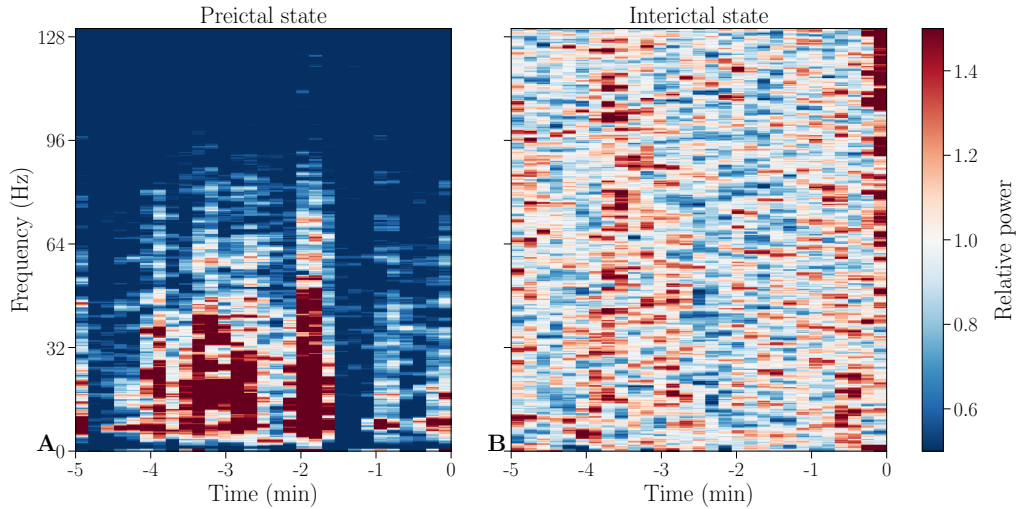 Preictal state
Interictal state
128
96
64
32
0
Frequency (Hz)
A
-5
-4
-3
-2
-1
0
Time (min)
B
-5
-4
-3
-2
-1
0
Time (min)
1.4
1.2
1.0
0.8
0.6
Relative power